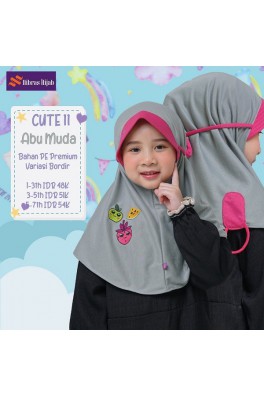 Nibras Hijab
CUTE 11
Abu Muda
Bahan PE Premium
Variasi Bordir
1-3th IDR 48K
3-5th IDR 51K
5-7th IDR 54K